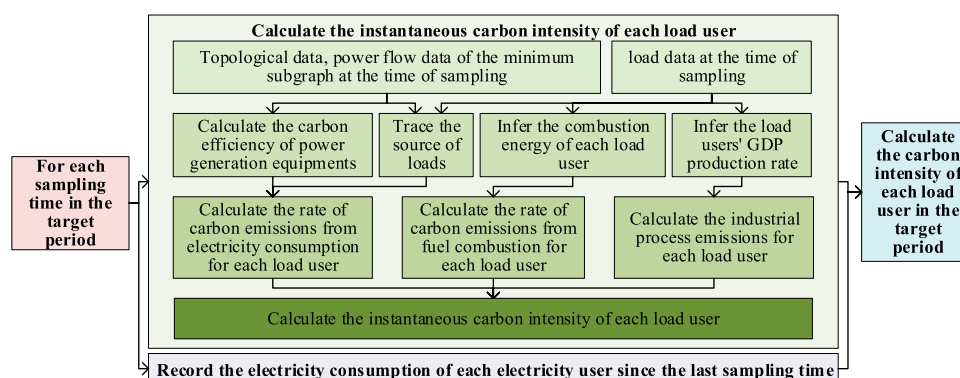 Calculate the instantaneous carbon intensity of each load user
Topological data, power flow data of the minimum
subgraph at the time of sampling
load data at the time of
sampling
Calculate the carbon
efficiency of power
generation equipments
Trace the
source of
loads
Infer the combustion
energy of each load
user
Infer the load
users' GDP
production rate
For each
sampling
time in the
target
period
Calculate the rate of
carbon emissions from
electricity consumption
for each load user
Calculate the rate of
carbon emissions from
fuel combustion for
each load user
Calculate the industrial
process emissions for
each load user
Calculate the instantaneous carbon intensity of each load user
Record the electricity consumption of each electricity user since the last sampling time
Calculate
the carbon
intensity of
each load
user in the
target
period